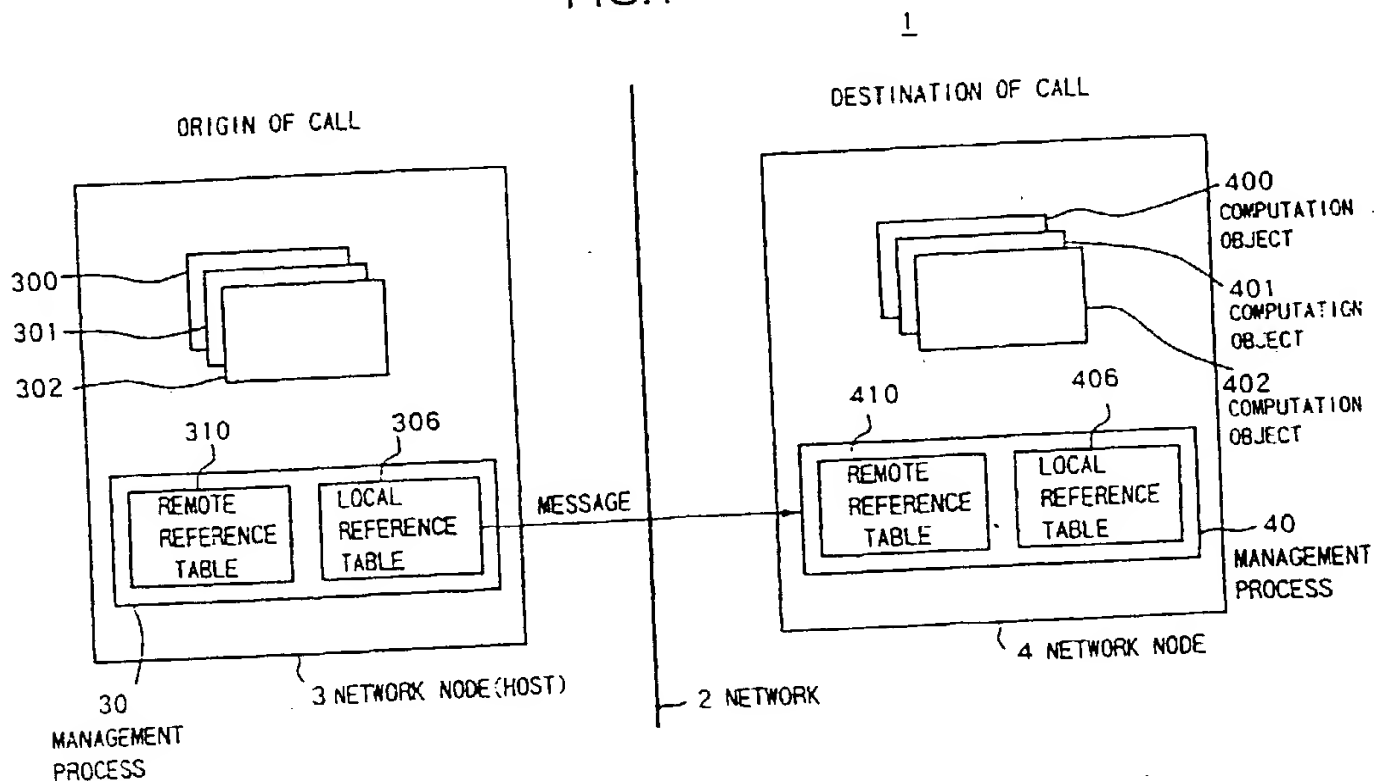 1
ORIGIN OF CALL
DESTINATION OF CALL
300
301
302
400
COMPUTATION
OBJECT
401
COMPUTATION
OBJECT
402
COMPUTATION
OBJECT
310
306
REMOTE
REFERENCE
TABLE
LOCAL
REFERENCE
TABLE
MESSAGE
410
406
REMOTE
REFERENCE
TABLE
LOCAL
REFERENCE
TABLE
40
MANAGEMENT
PROCESS
30
MANAGEMENT
PROCESS
3 NETWORK NODE(HOST)
2 NETWORK
4 NETWORK NODE